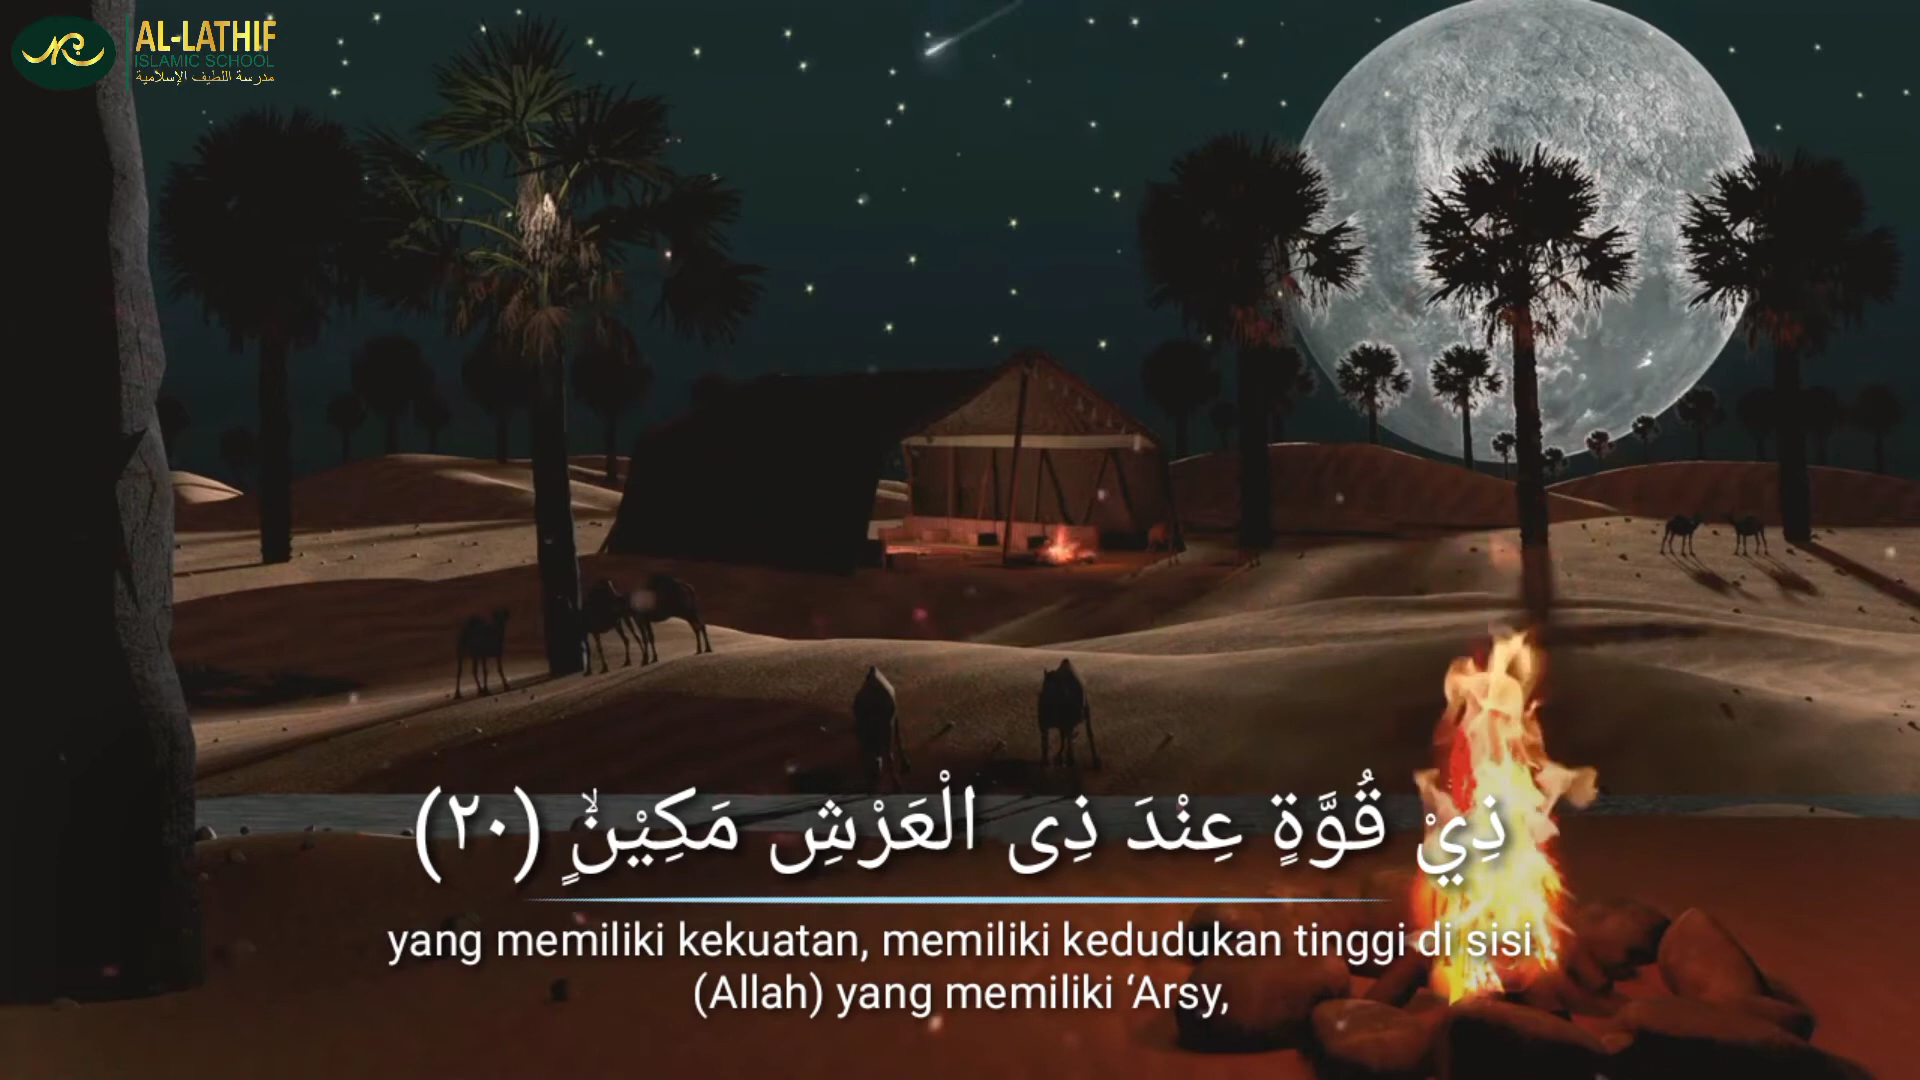 AL-LATHIF
ISLAMIC SCHOOL
مدرسة اللطيف الإسلامية
ذِيْ قُوَّةٍ عِنْدَ ذِى الْعَرْشِ مَكِيْنٍۙ (٢٠)
yang memiliki kekuatan, memiliki kedudukan tinggi di sisi
(Allah) yang memiliki ‘Arsy,